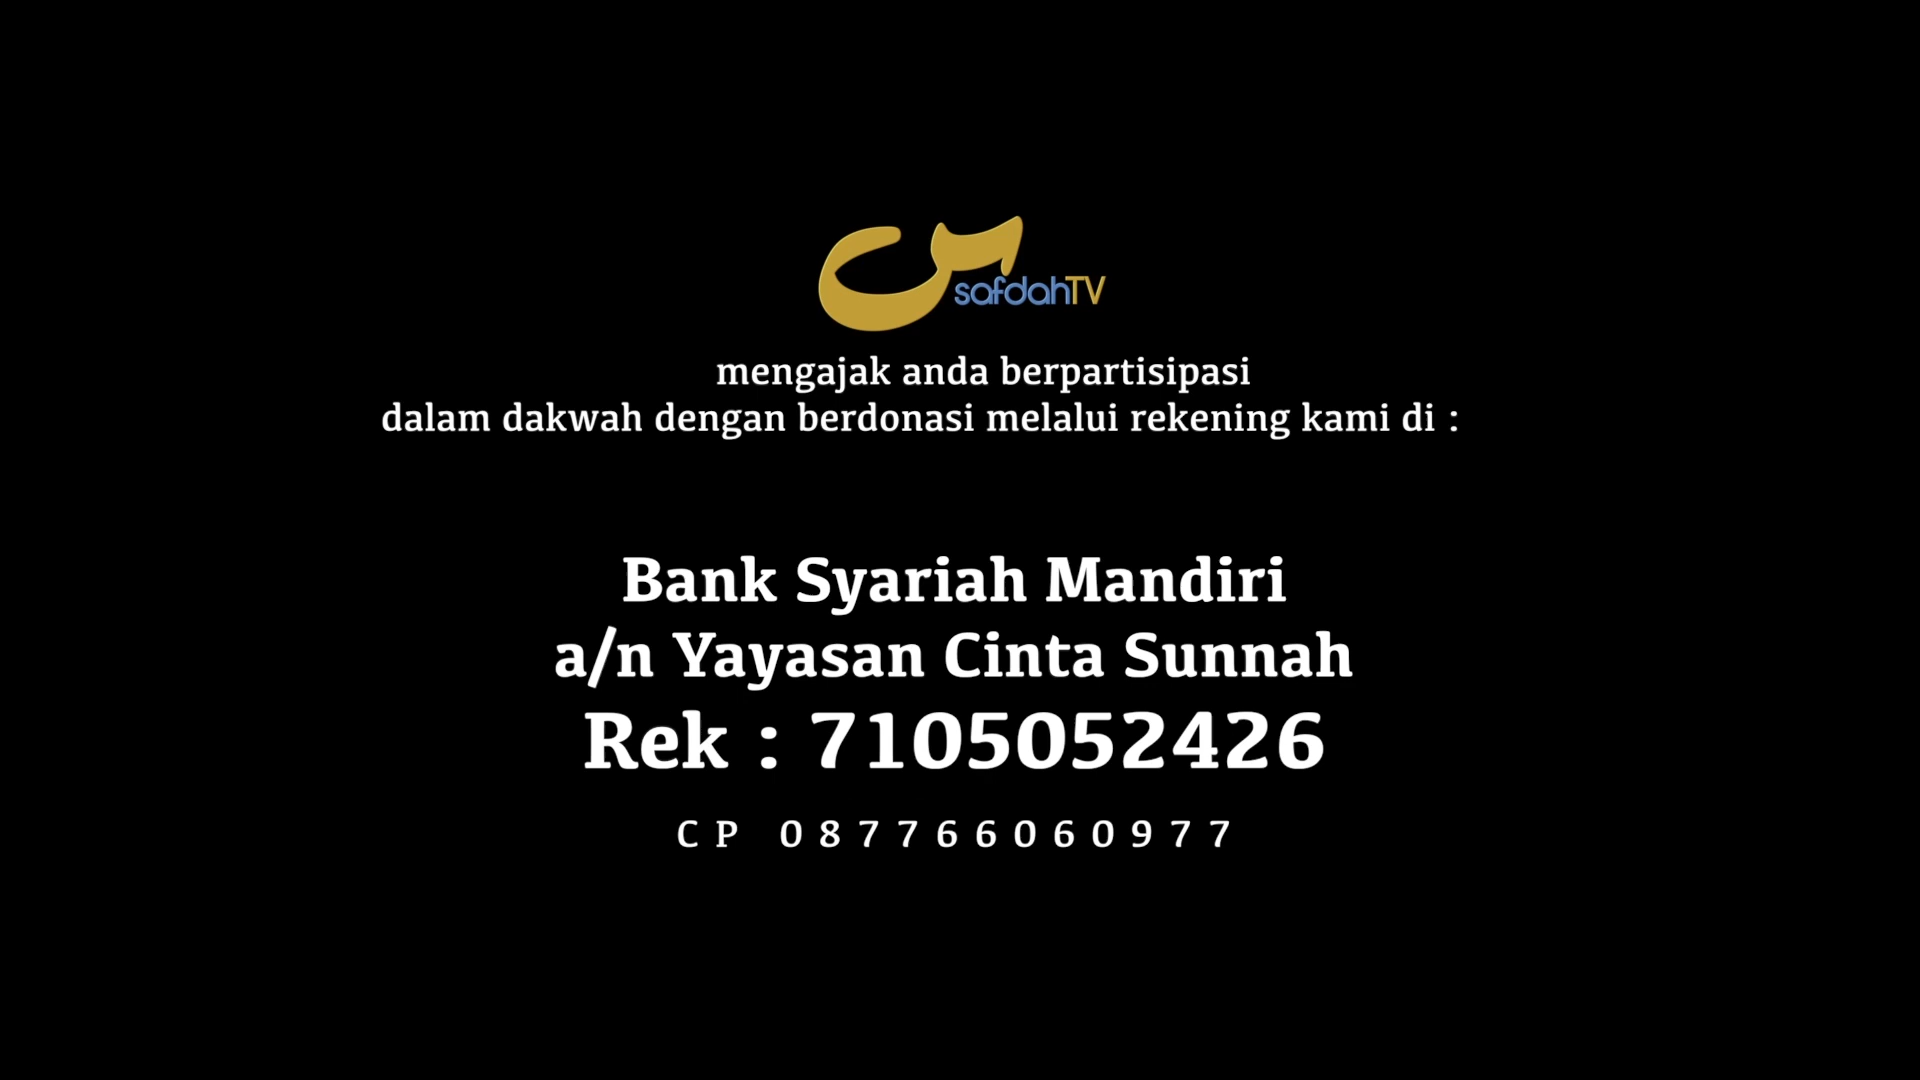 safdahTV
mengajak anda berpartisipasi
dalam dakwah dengan berdonasi melalui rekening kami di :
Bank Syariah Mandiri
a/n Yayasan Cinta Sunnah
Rek : 7105052426
CP 087766060977